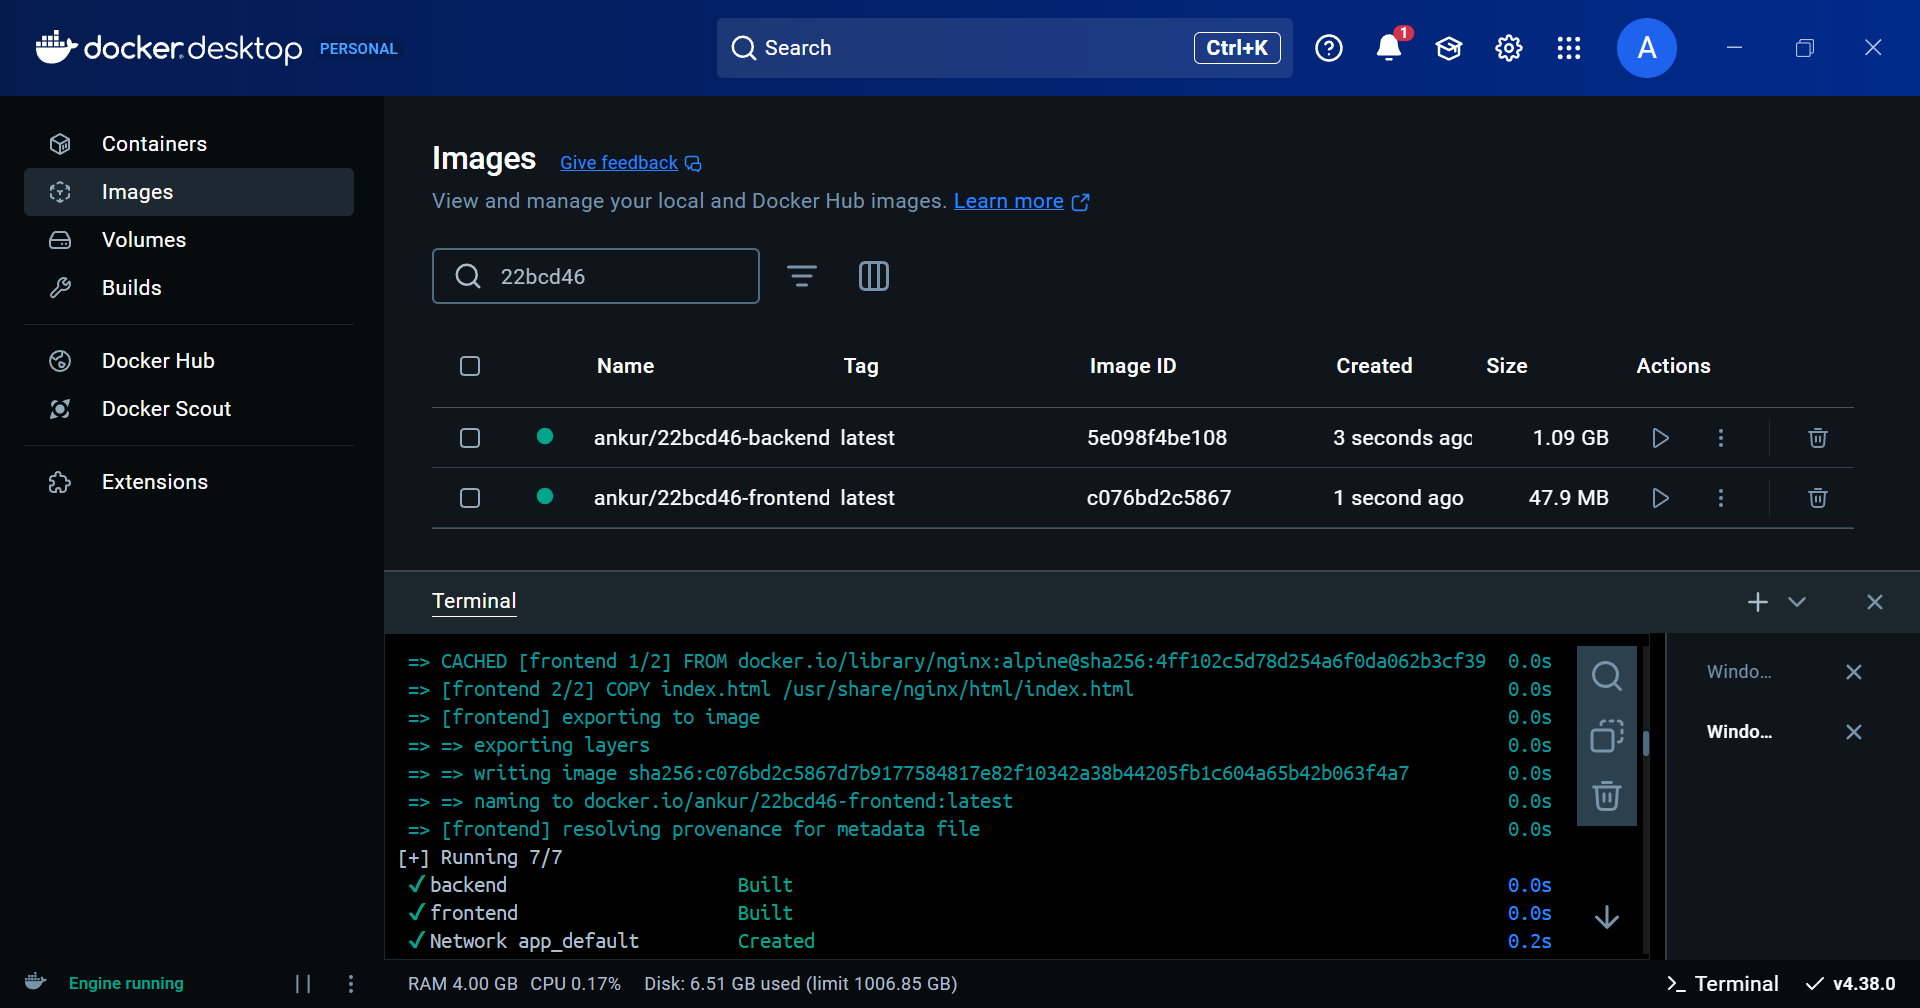 docker desktop PERSONAL
Search Ctrl+K
1
A
Containers
Images
Volumes
Builds
Docker Hub
Docker Scout
Extensions
Images Give feedback
View and manage your local and Docker Hub images. Learn more
22bcd46
Name Tag Image ID Created Size Actions
ankur/22bcd46-backend latest 5e098f4be108 3 seconds ago 1.09 GB
ankur/22bcd46-frontend latest c076bd2c5867 1 second ago 47.9 MB
Terminal
=> CACHED [frontend 1/2] FROM docker.io/library/nginx:alpine@sha256:4ff102c5d78d254a6f0da062b3cf39 0.0s
=> [frontend 2/2] COPY index.html /usr/share/nginx/html/index.html 0.0s
=> [frontend] exporting to image 0.0s
=> => exporting layers 0.0s
=> => writing image sha256:c076bd2c5867d7b9177584817e82f10342a38b44205fb1c604a65b42b063f4a7 0.0s
=> => naming to docker.io/ankur/22bcd46-frontend:latest 0.0s
=> [frontend] resolving provenance for metadata file 0.0s
[+] Running 7/7
✓backend Built 0.0s
✓frontend Built 0.0s
✓Network app_default Created 0.2s
Windo...
Windo...
Engine running
RAM 4.00 GB CPU 0.17% Disk: 6.51 GB used (limit 1006.85 GB)
>_ Terminal ✓ v4.38.0